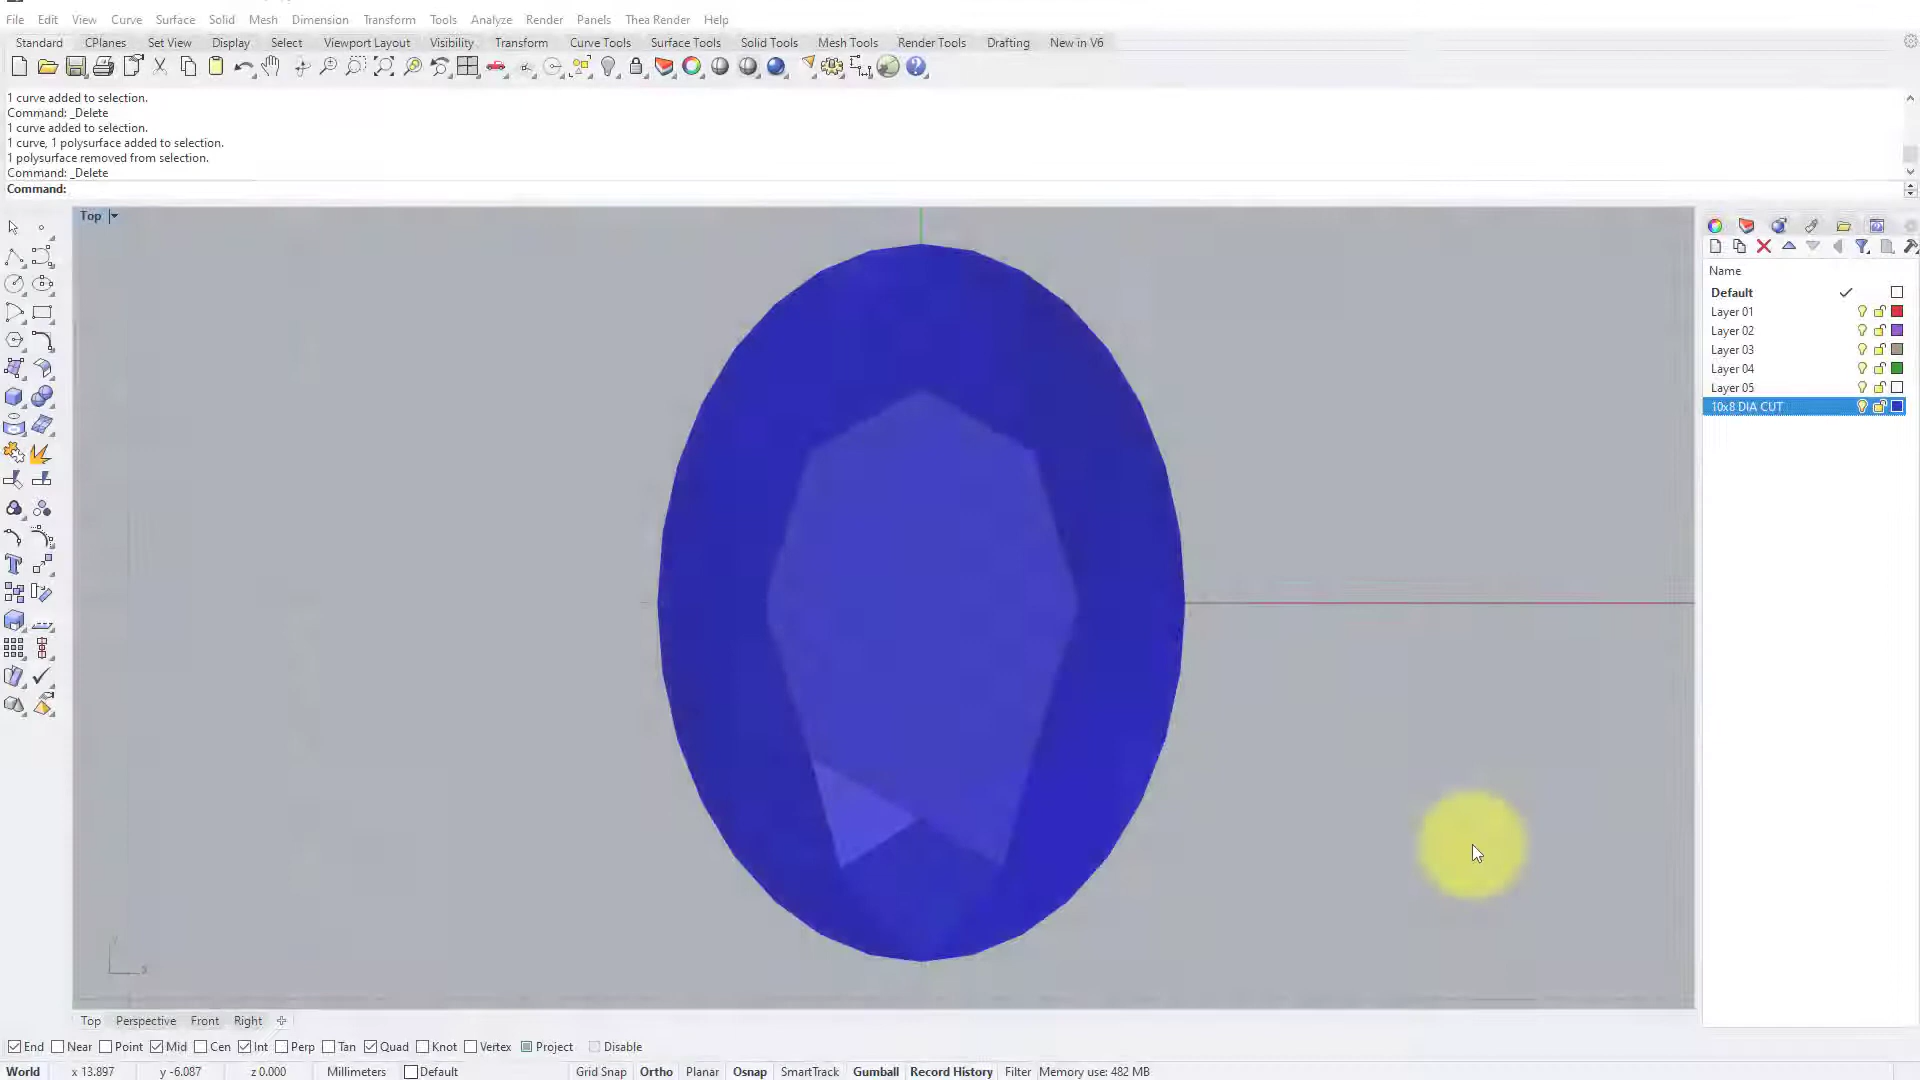 File Edit View Curve Surface Solid Mesh Dimension Transform Tools Analyze Render Panels Thea Render Help
Standard CPlanes Set View Display Select Viewport Layout Visibility Transform Curve Tools Surface Tools Solid Tools Mesh Tools Render Tools Drafting New in V6
1 curve added to selection.
Command: _Delete
1 curve added to selection.
1 curve, 1 polysurface added to selection.
1 polysurface removed from selection.
Command: _Delete
Command:
Top
Name
Default
Layer 01
Layer 02
Layer 03
Layer 04
Layer 05
10x8 DIA CUT
y
x
Top Perspective Front Right
End Near Point Mid Cen Int Perp Tan Quad Knot Vertex Project Disable
World x 13.897 y -6.087 z 0.000 Millimeters Default Grid Snap Ortho Planar Osnap SmartTrack Gumball Record History Filter Memory use: 482 MB